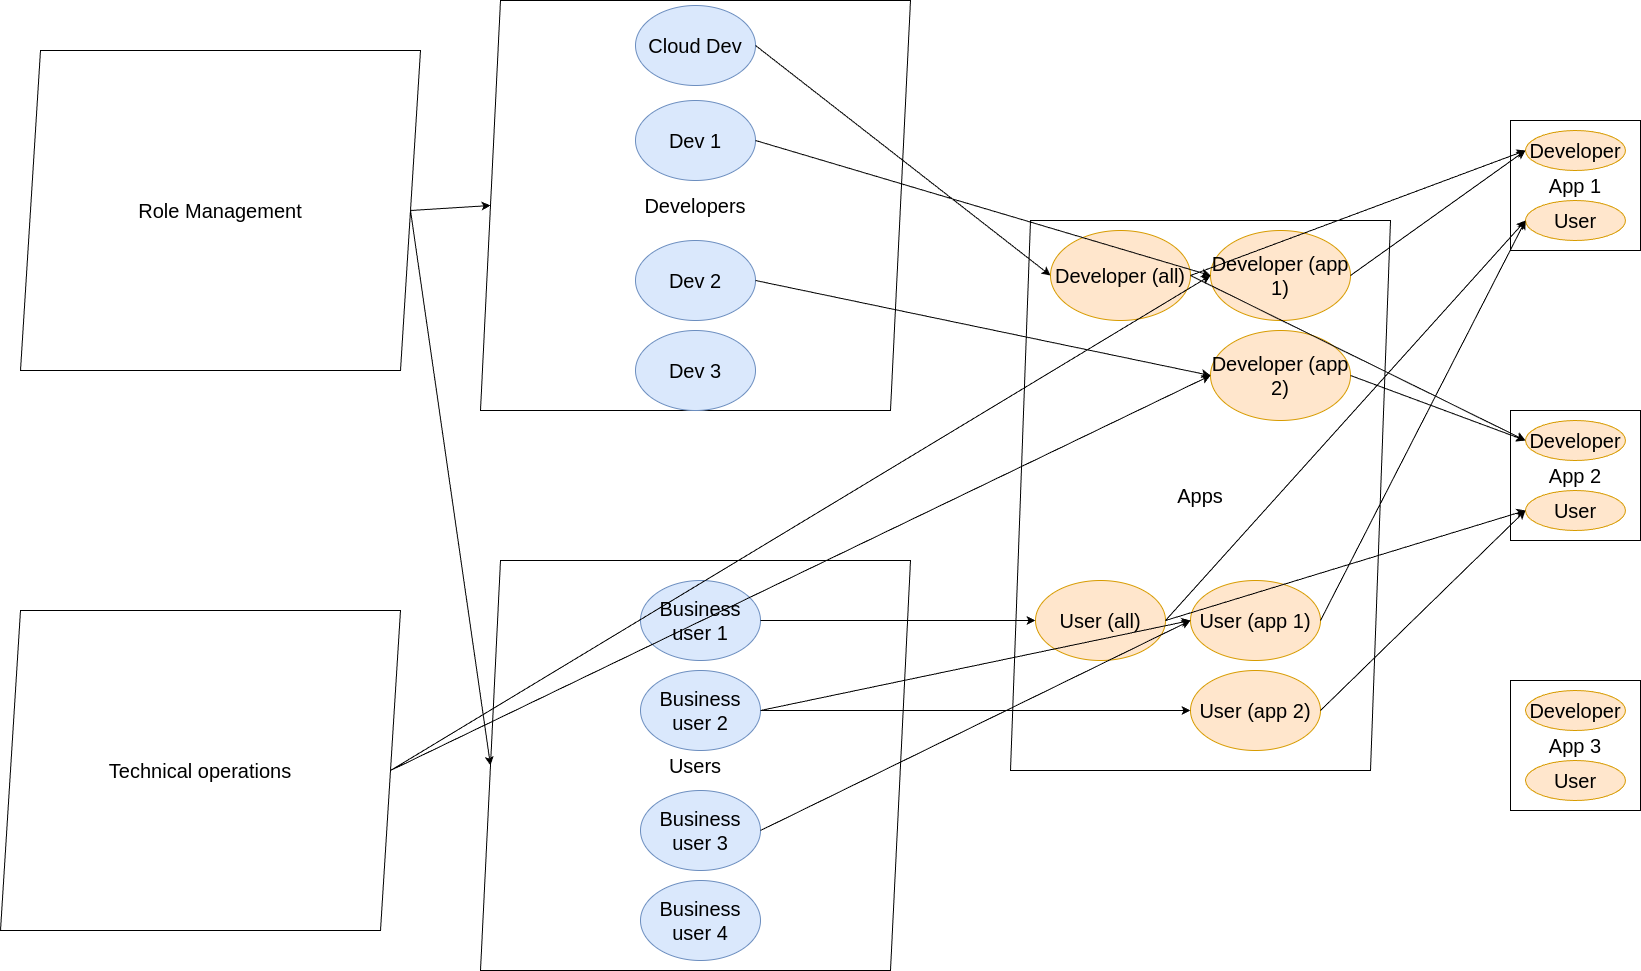 Role Management
Cloud Dev
Dev 1
Developers
Dev 2
Dev 3
Technical operations
Business
user 1
Business
user 2
Users
Business
user 3
Business
user 4
Developer (all)
Developer (app
1)
Developer (app
2)
Apps
User (all)
User (app 1)
User (app 2)
Developer
App 1
User
Developer
App 2
User
Developer
App 3
User